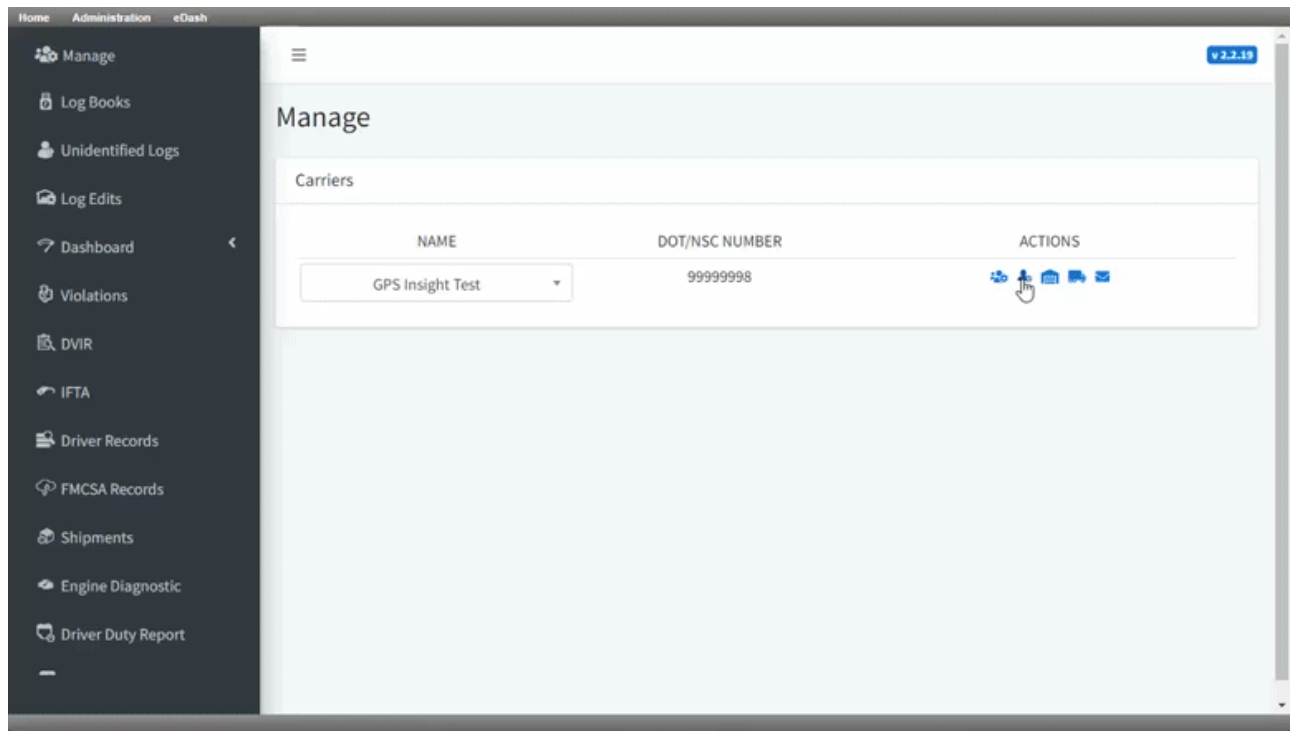 Home Administration eDash
Manage
Log Books
Unidentified Logs
Log Edits
Dashboard
Violations
DVIR
IFTA
Driver Records
FMCSA Records
Shipments
Engine Diagnostic
Driver Duty Report
v 2.2.19
Manage
Carriers
NAME DOT/NSC NUMBER ACTIONS
GPS Insight Test 99999998